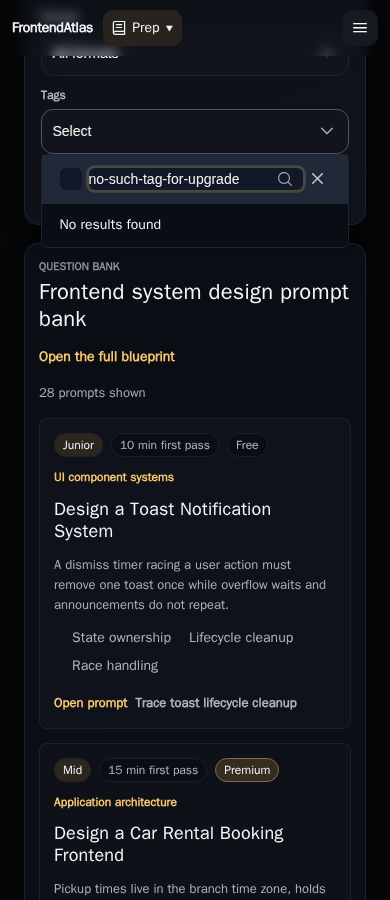 FrontendAtlas Prep
All formats
Tags
Select
no-such-tag-for-upgrade
No results found
QUESTION BANK
Frontend system design prompt
bank
Open the full blueprint
28 prompts shown
Junior 10 min first pass Free
UI component systems
Design a Toast Notification
System
A dismiss timer racing a user action must
remove one toast once while overflow waits and
announcements do not repeat.
State ownership Lifecycle cleanup
Race handling
Open prompt Trace toast lifecycle cleanup
Mid 15 min first pass Premium
Application architecture
Design a Car Rental Booking
Frontend
Pickup times live in the branch time zone, holds